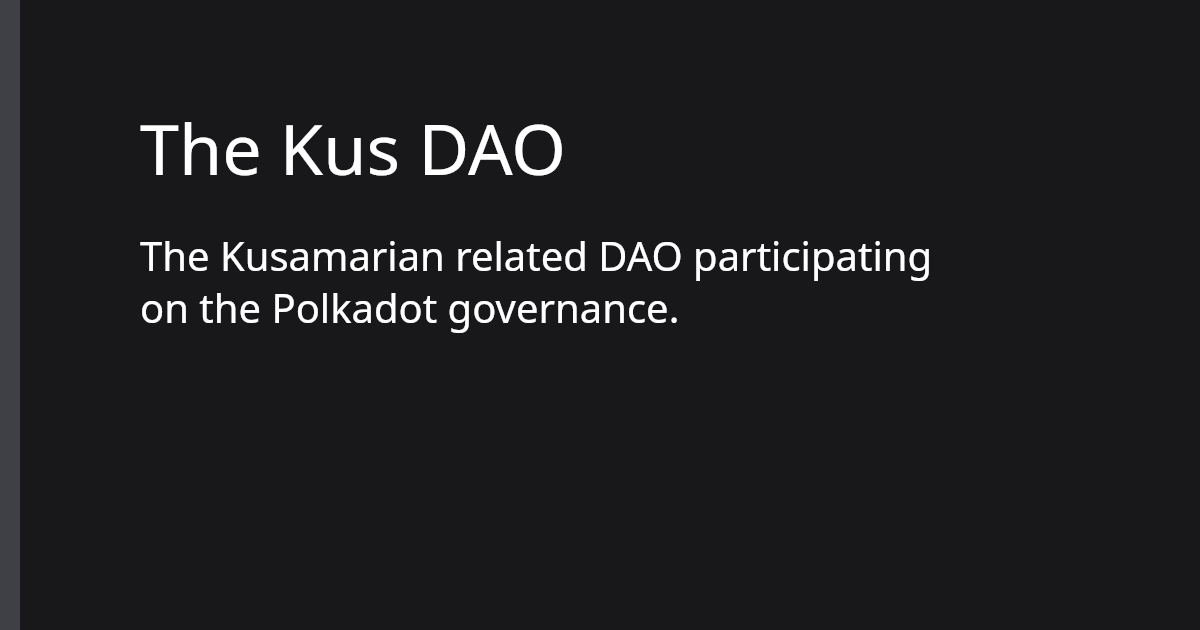 The Kus DAO
The Kusamarian related DAO participating
on the Polkadot governance.